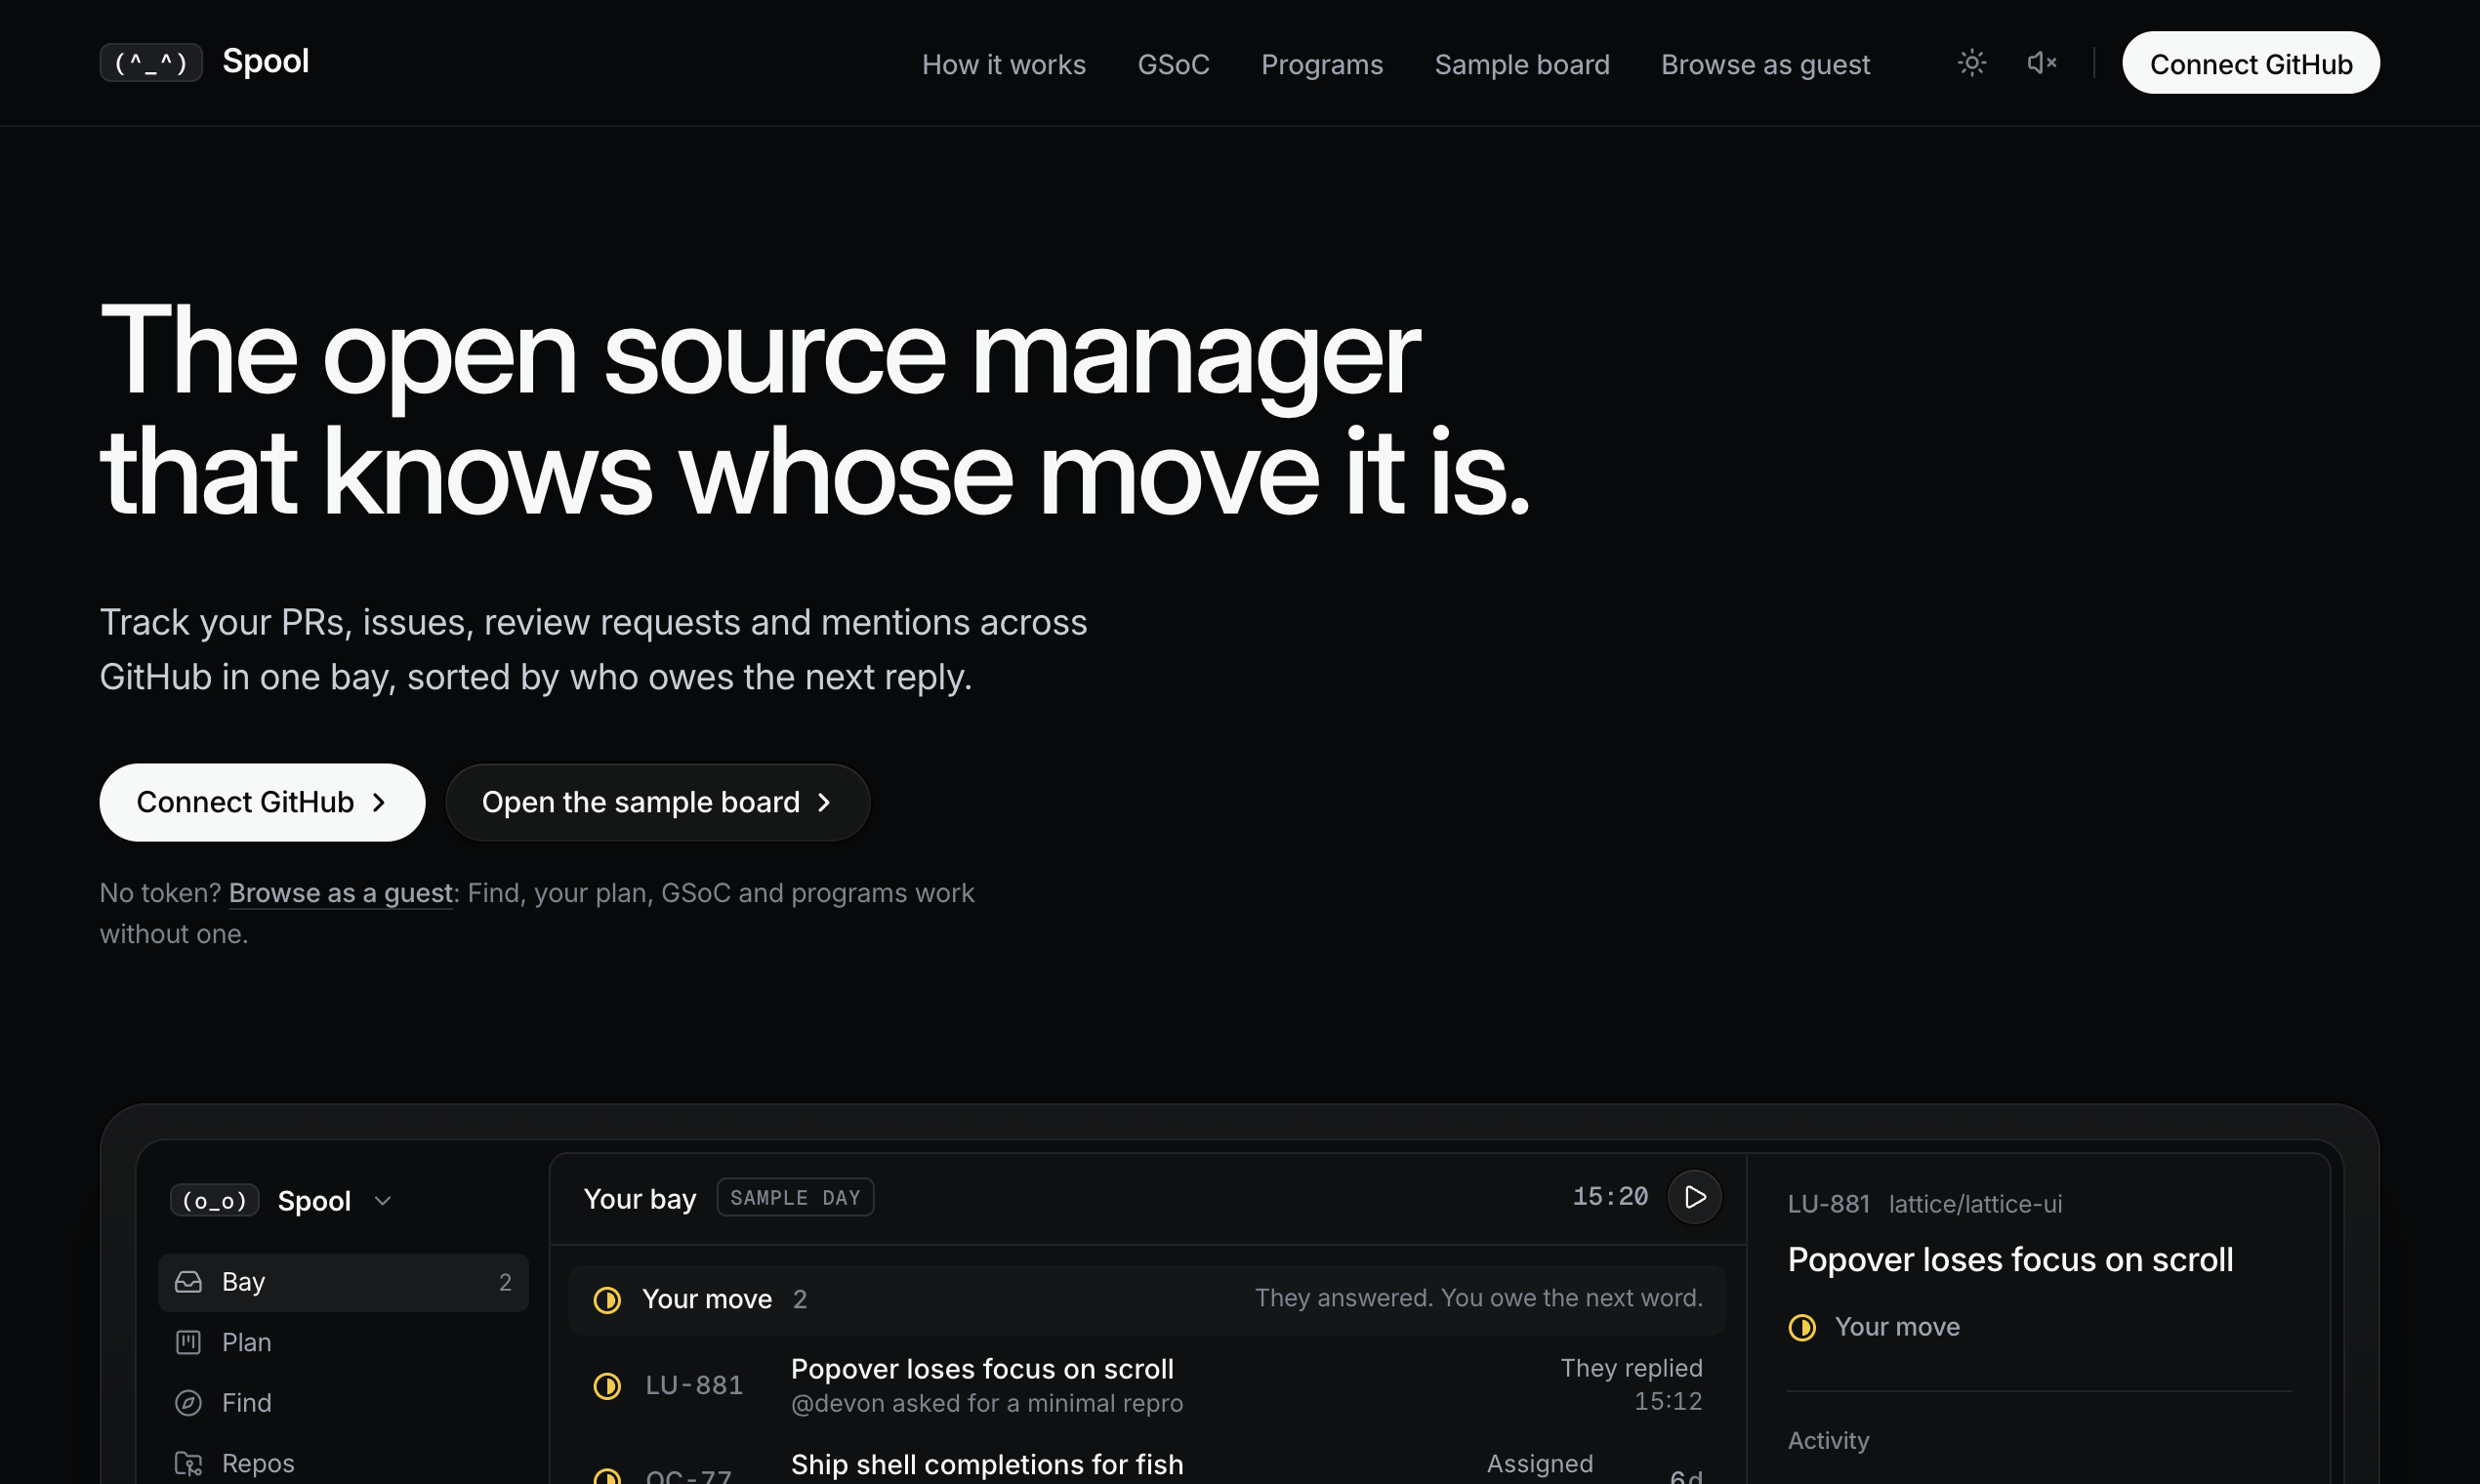 (^_^) Spool
How it works GSoC Programs Sample board Browse as guest Connect GitHub
The open source manager
that knows whose move it is.
Track your PRs, issues, review requests and mentions across
GitHub in one bay, sorted by who owes the next reply.
Connect GitHub
Open the sample board
No token? Browse as a guest: Find, your plan, GSoC and programs work
without one.
(o_o) Spool
Bay 2
Plan
Find
Repos
Your bay SAMPLE DAY 15:20
Your move 2 They answered. You owe the next word.
LU-881 Popover loses focus on scroll They replied
@devon asked for a minimal repro 15:12
OC-77 Ship shell completions for fish Assigned 6d
LU-881 lattice/lattice-ui
Popover loses focus on scroll
Your move
Activity